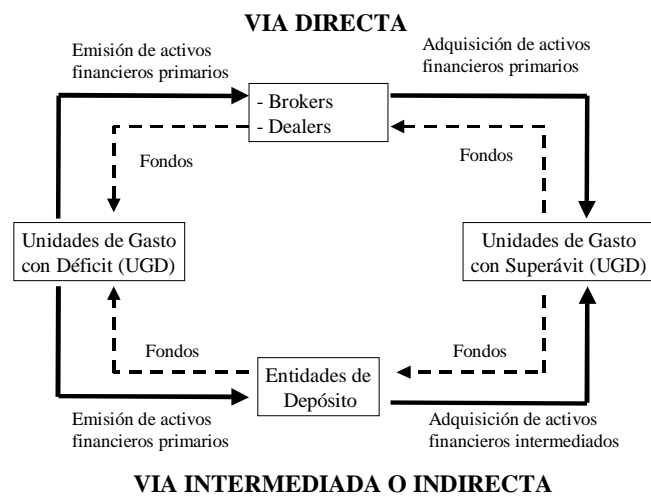 VIA DIRECTA
Emisión de activos
financieros primarios
Adquisición de activos
financieros primarios
- Brokers
- Dealers
Fondos
Fondos
Unidades de Gasto
con Déficit (UGD)
Unidades de Gasto
con Superávit (UGD)
Fondos
Fondos
Entidades de
Depósito
Emisión de activos
financieros primarios
Adquisición de activos
financieros intermediados
VIA INTERMEDIADA O INDIRECTA